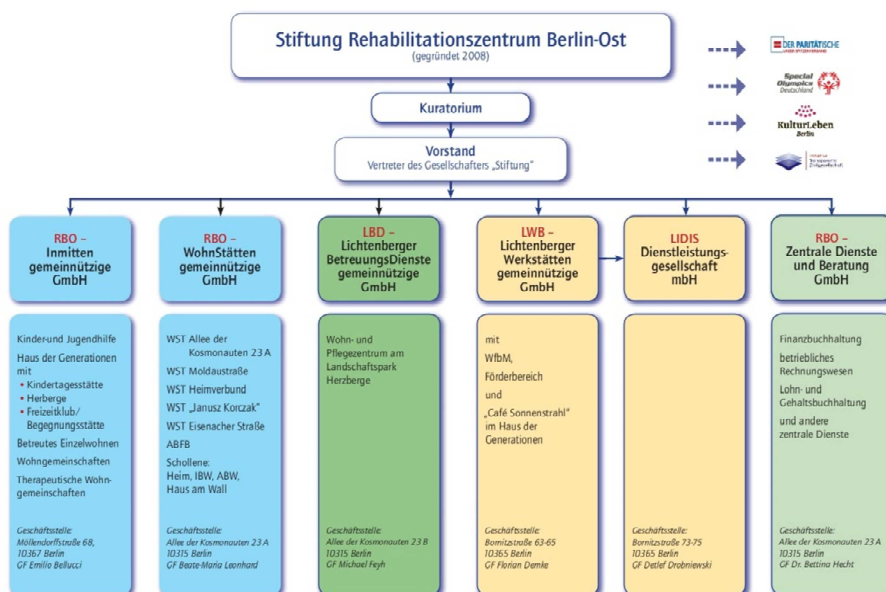 Stiftung Rehabilitationszentrum Berlin-Ost
(gegründet 2008)
Kuratorium
Vorstand
Vertreter des Gesellschafters „Stiftung“
DER PARITÄTISCHE
Special
Olympics
Deutschland
KulturLeben
Berlin
RBO –
Inmitten
gemeinnützige
GmbH
RBO –
WohnStätten
gemeinnützige
GmbH
LBD –
Lichtenberger
BetreuungsDienste
gemeinnützige
GmbH
LWB –
Lichtenberger
Werkstätten
gemeinnützige
GmbH
LIDIS
Dienstleistungs-
gesellschaft
mbH
RBO –
Zentrale Dienste
und Beratung
GmbH
Kinder-und Jugendhilfe
Haus der Generationen
mit
• Kindertagesstätte
• Herberge
• Freizeitklub/
Begegnungsstätte
Betreutes Einzelwohnen
Wohngemeinschaften
Therapeutische Wohn-
gemeinschaften
Geschäftsstelle:
Möllendorffstraße 68,
10367 Berlin
GF Emilio Bellucci
WST Allee der
Kosmonauten 23 A
WST Moldaustraße
WST Heimverbund
WST „Janusz Korczak“
WST Eisenacher Straße
ABFB
Schollene:
Heim, IBW, ABW,
Haus am Wall
Geschäftsstelle:
Allee der Kosmonauten 23 A
10315 Berlin
GF Beate-Maria Leonhard
Wohn- und
Pflegezentrum am
Landschaftspark
Herzberge
Geschäftsstelle:
Allee der Kosmonauten 23 B
10315 Berlin
GF Michael Feyh
mit
WfbM,
Förderbereich
und
„Café Sonnenstrahl“
im Haus der
Generationen
Geschäftsstelle:
Bornitzstraße 63-65
10365 Berlin
GF Florian Demke
Geschäftsstelle:
Bornitzstraße 73-75
10365 Berlin
GF Detlef Drobniewski
Finanzbuchhaltung
betriebliches
Rechnungswesen
Lohn- und
Gehaltsbuchhaltung
und andere
zentrale Dienste
Geschäftsstelle:
Allee der Kosmonauten 23 A
10315 Berlin
GF Dr. Bettina Hecht